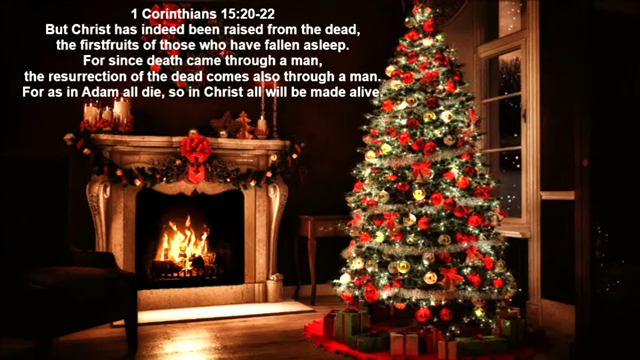 1 Corinthians 15:20-22
But Christ has indeed been raised from the dead,
the firstfruits of those who have fallen asleep.
For since death came through a man,
the resurrection of the dead comes also through a man.
For as in Adam all die, so in Christ all will be made alive.